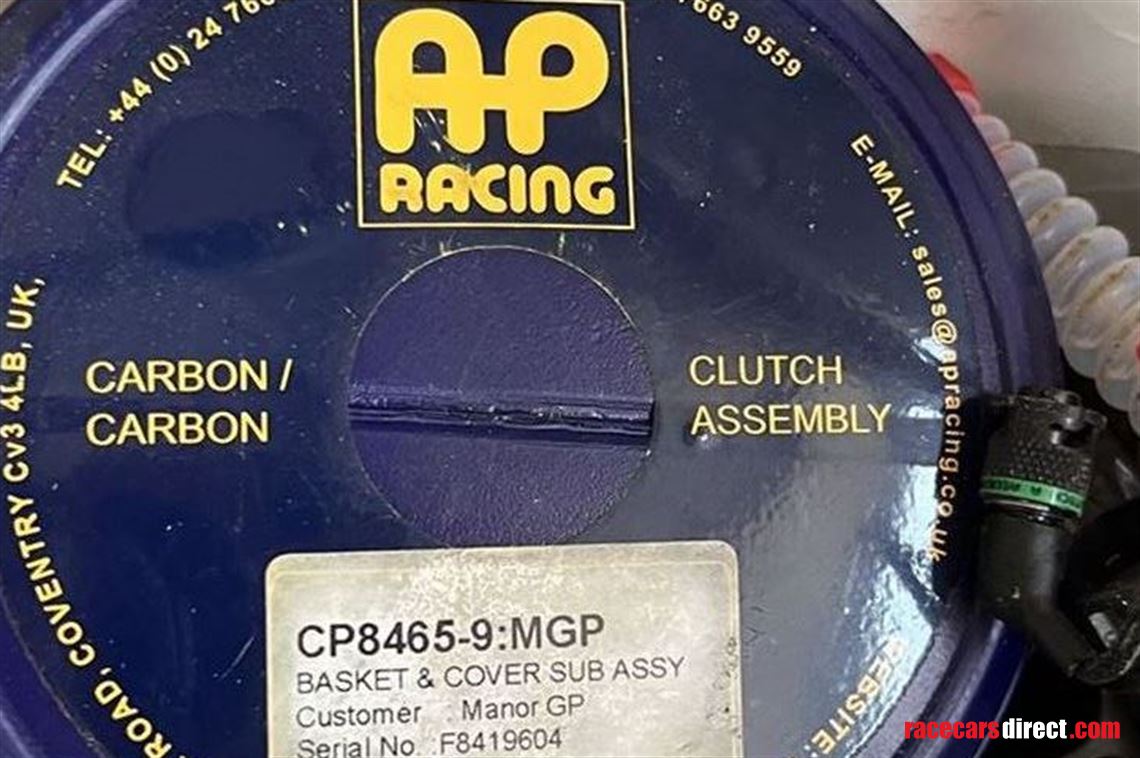 AP
RACING
TEL: +44 (0) 24 766
663 9559
E-MAIL: sales@apracing.co.uk
ROAD, COVENTRY Cv3 4LB, UK,
CARBON /
CARBON
CLUTCH
ASSEMBLY
CP8465-9:MGP
BASKET & COVER SUB ASSY
Customer . Manor GP
Serial No. .F8419604
WEBSITE:
racecarsdirect.com